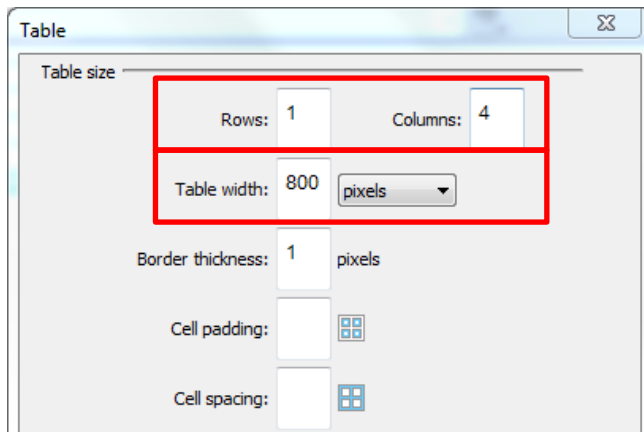 Table
Table size
Rows: 1 Columns: 4
Table width: 800 pixels
Border thickness: 1 pixels
Cell padding:
Cell spacing: